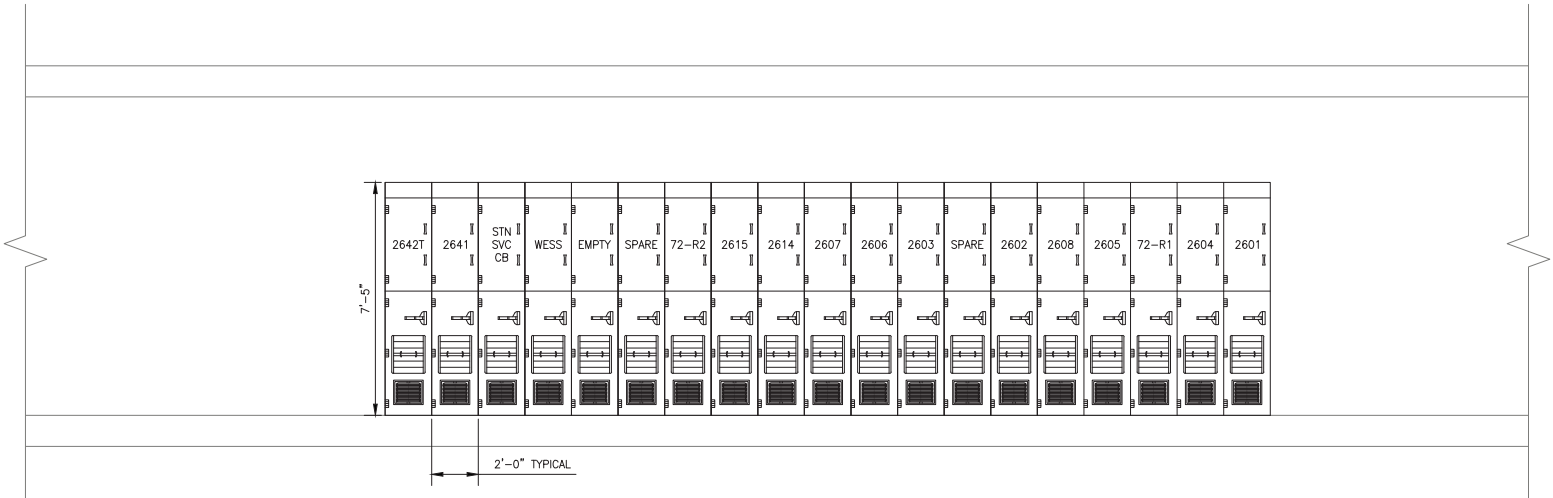 2642T
2641
STN
SVC
CB
WESS
EMPTY
SPARE
72-R2
2615
2614
2607
2606
2603
SPARE
2602
2608
2605
72-R1
2604
2601
7'-5"
2'-0" TYPICAL